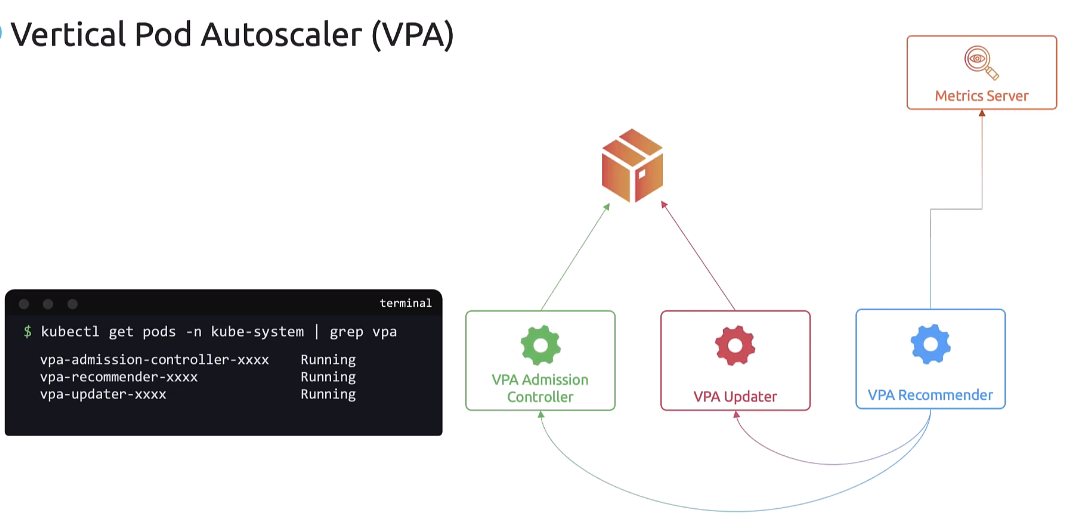 Vertical Pod Autoscaler (VPA)
Metrics Server
terminal
$ kubectl get pods -n kube-system | grep vpa
vpa-admission-controller-xxxx Running
vpa-recommender-xxxx Running
vpa-updater-xxxx Running
VPA Admission
Controller
VPA Updater
VPA Recommender